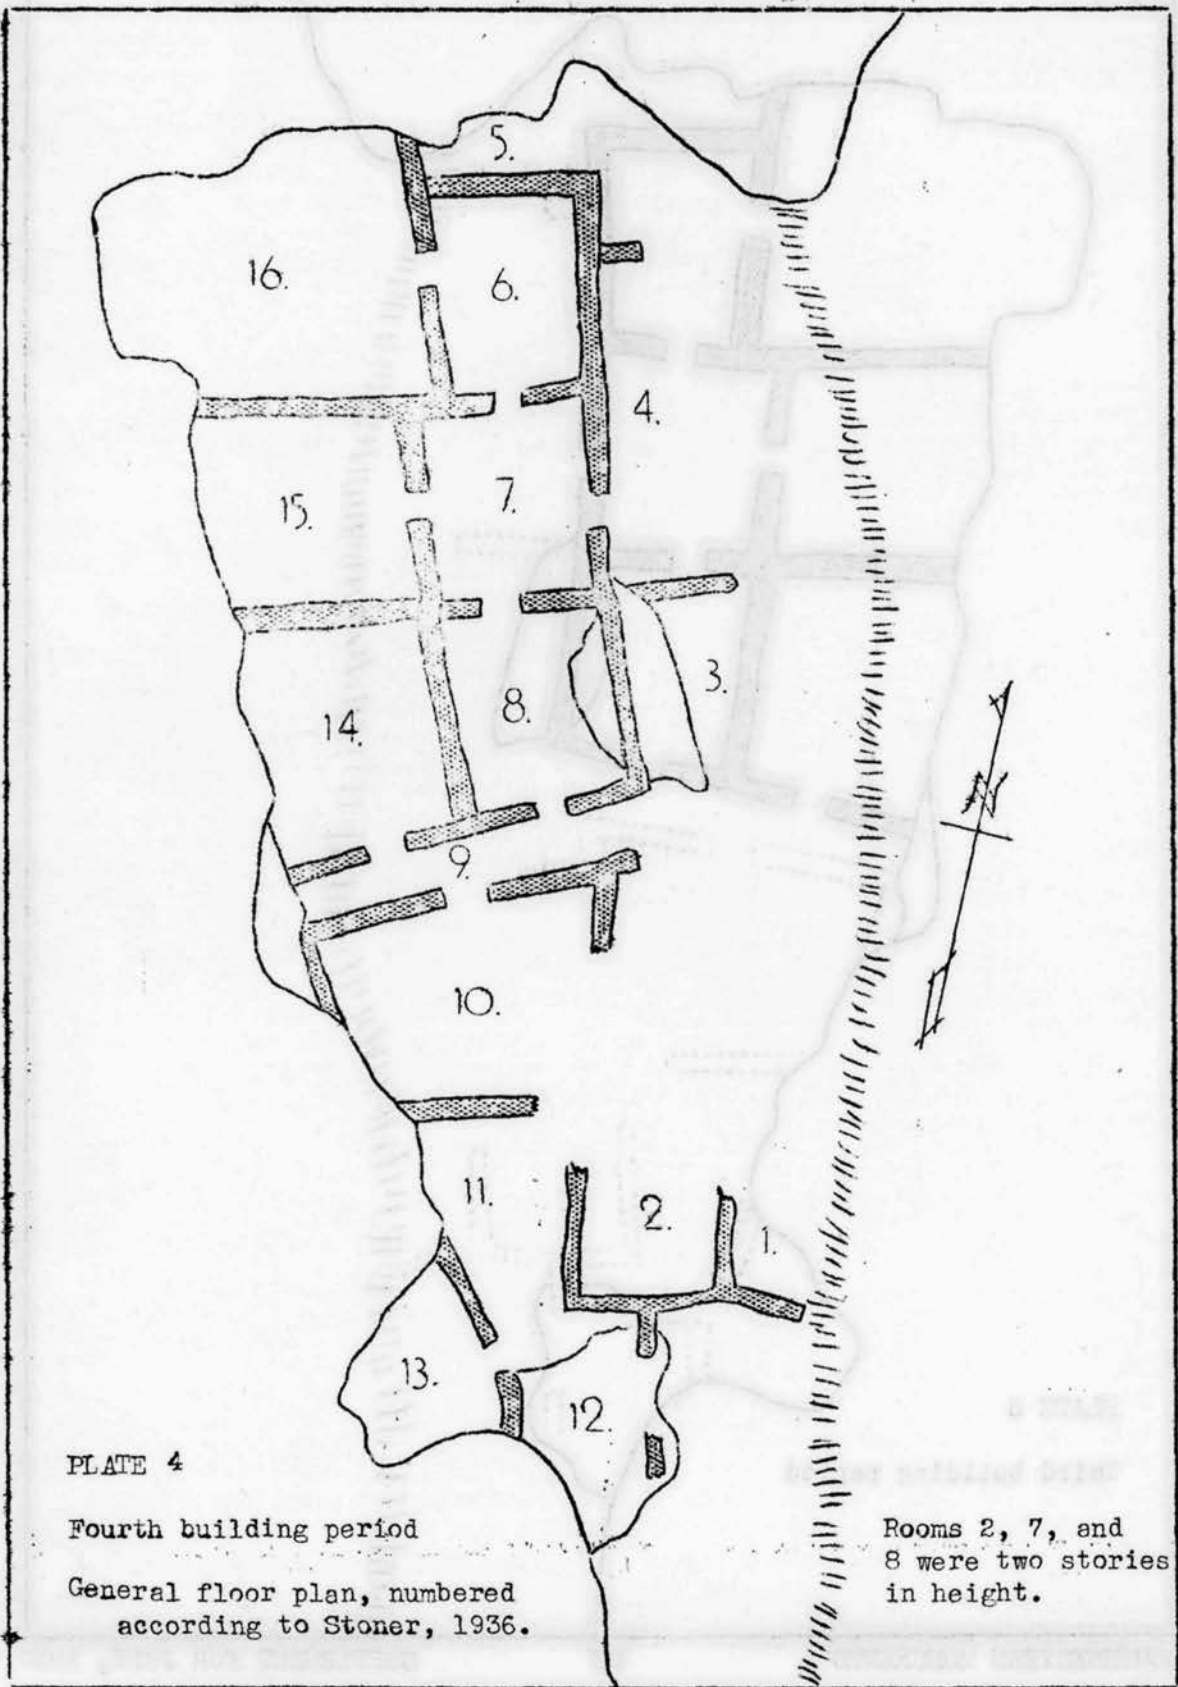 5.
16.
6.
4.
15.
7.
3.
14.
8.
N
9.
10.
11.
2.
1.
13.
12.
PLATE 4
Fourth building period
General floor plan, numbered
according to Stoner, 1936.
Rooms 2, 7, and
8 were two stories
in height.